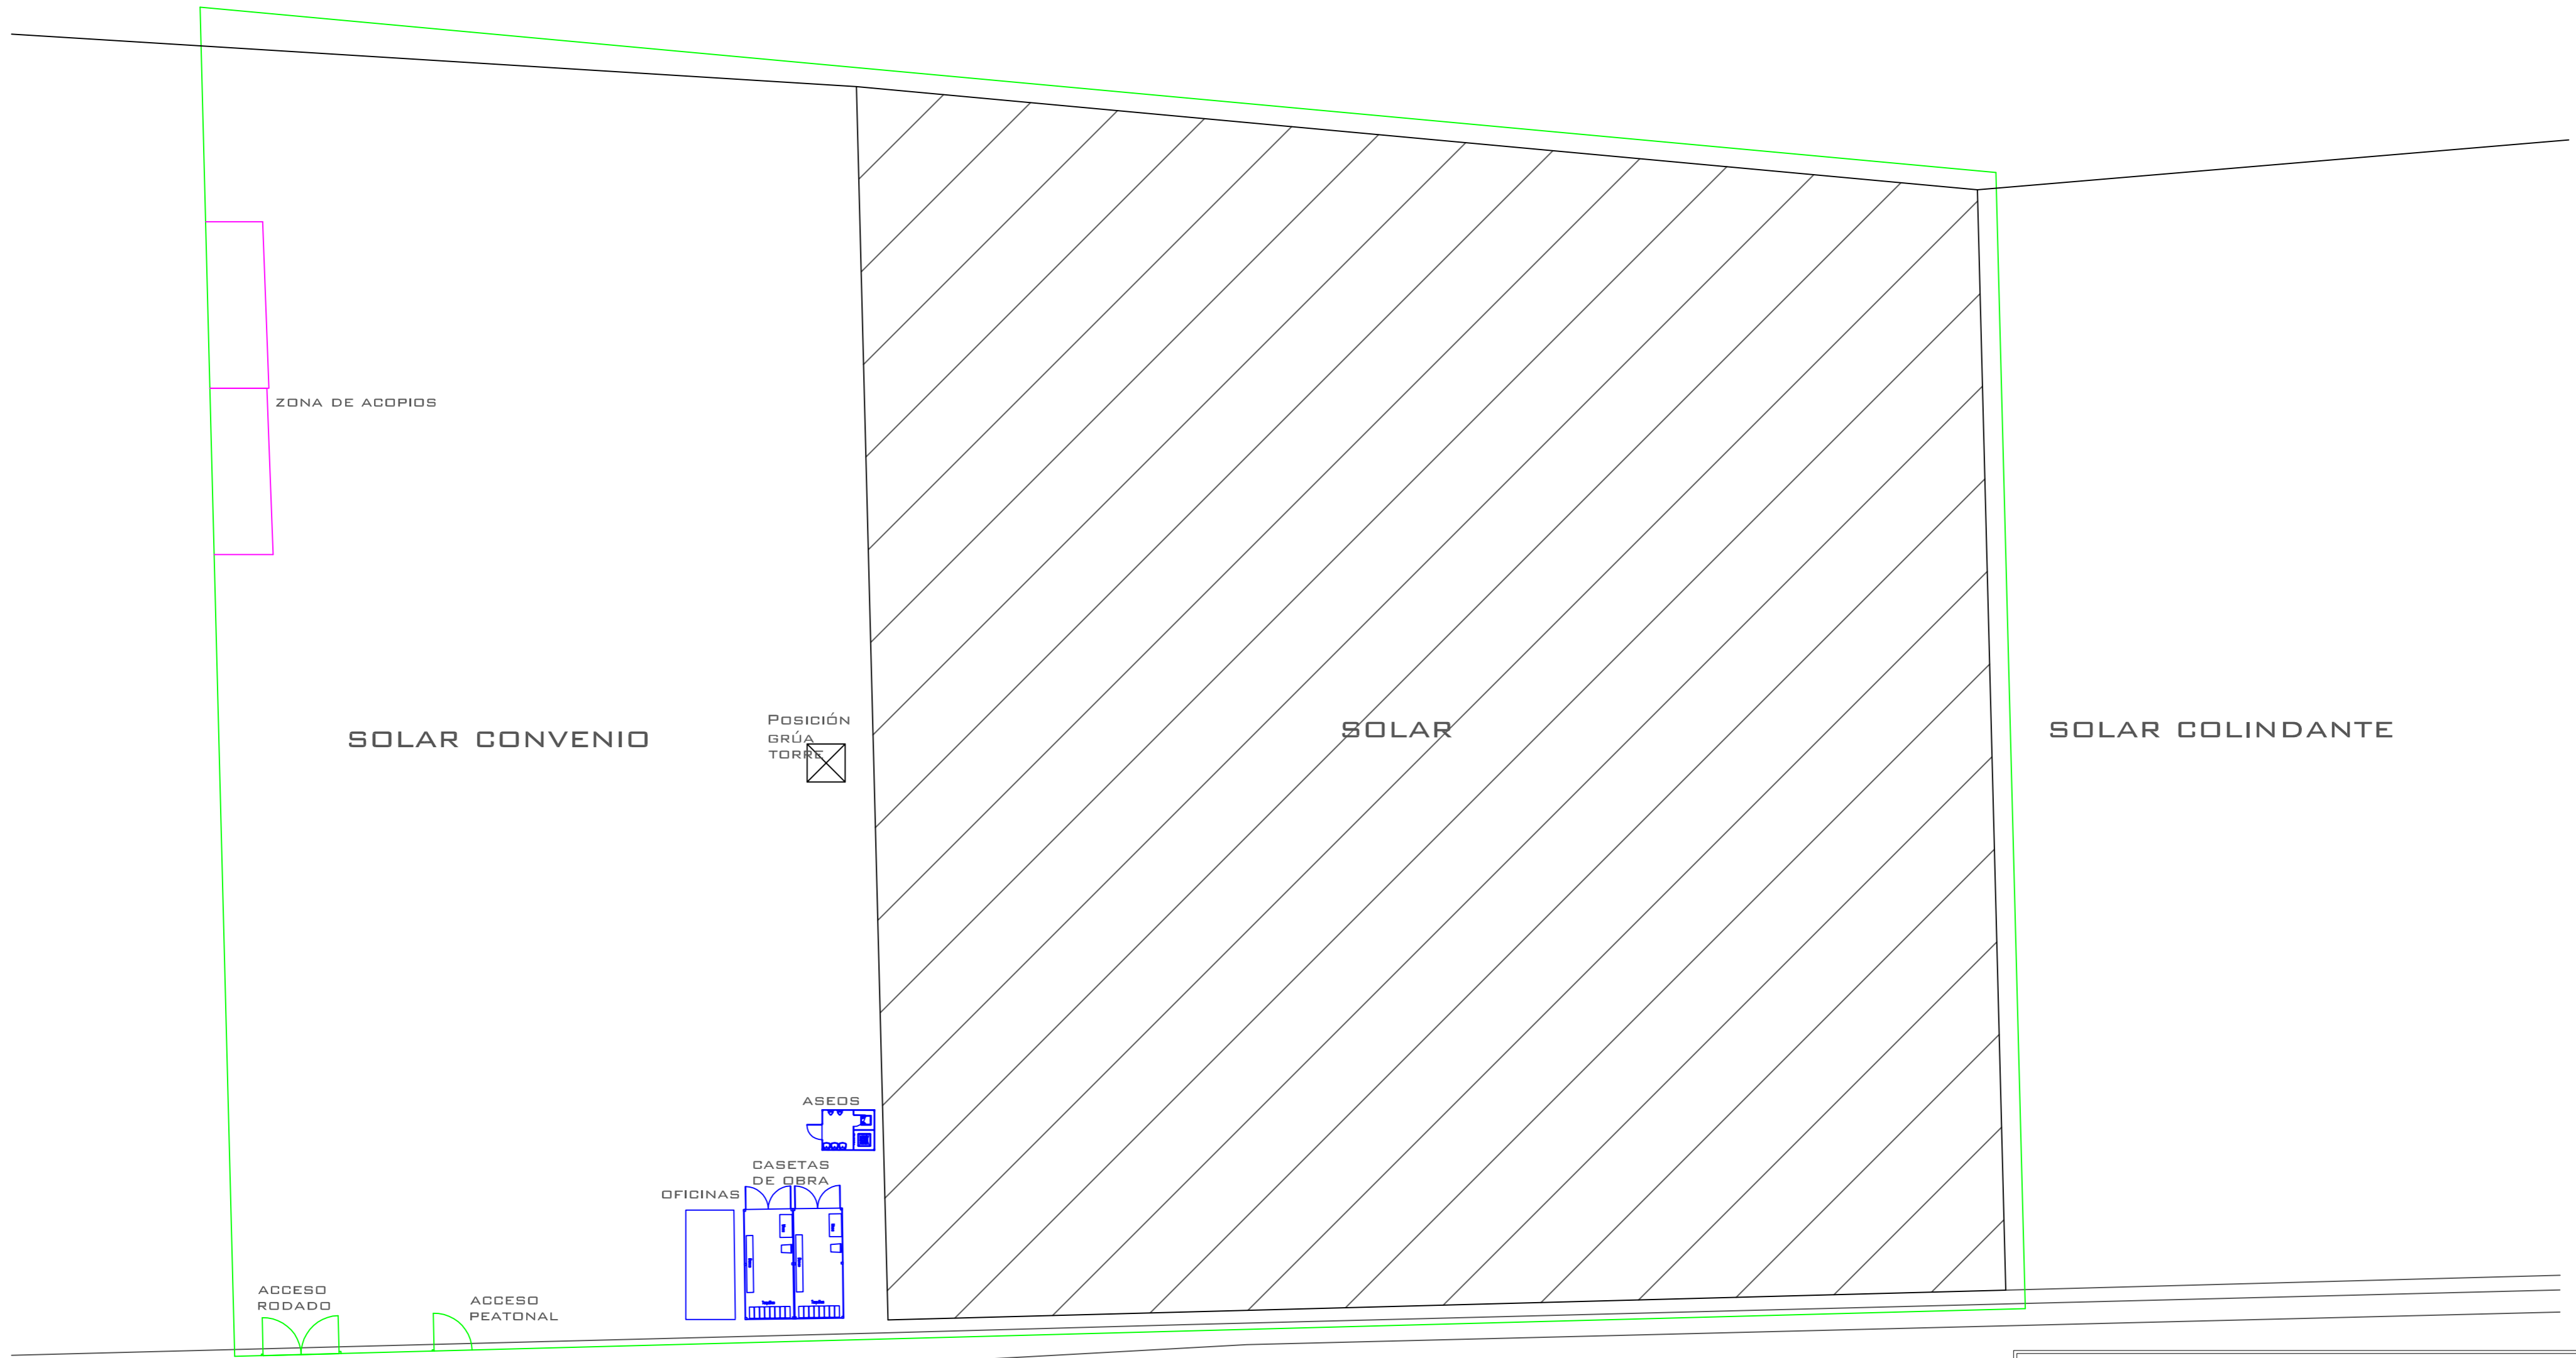 ZONA DE ACOPIOS
SOLAR CONVENIO
POSICIÓN
GRÚA
TORRE
SOLAR
SOLAR COLINDANTE
ASEOS
CASETAS
DE OBRA
OFICINAS
ACCESO
RODADO
ACCESO
PEATONAL